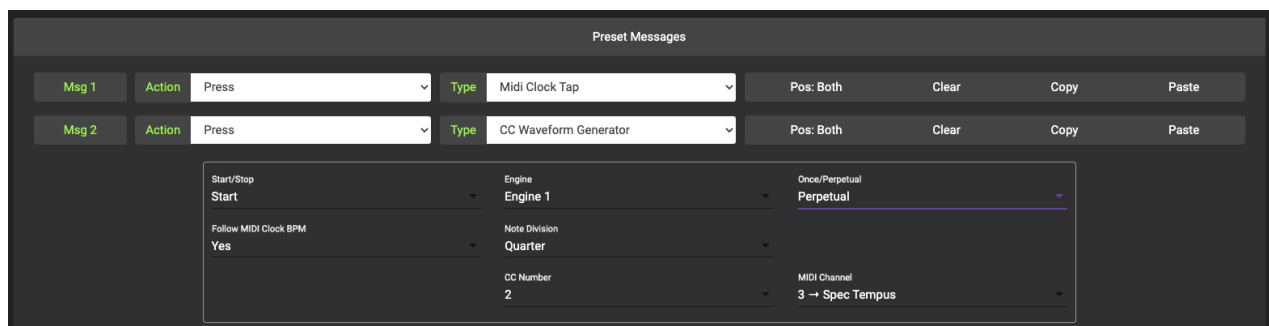 Preset Messages
Msg 1 Action Press Type Midi Clock Tap Pos: Both Clear Copy Paste
Msg 2 Action Press Type CC Waveform Generator Pos: Both Clear Copy Paste
Start/Stop Engine Once/Perpetual
Start Engine 1 Perpetual
Follow MIDI Clock BPM Note Division
Yes Quarter
CC Number MIDI Channel
2 3 → Spec Tempus